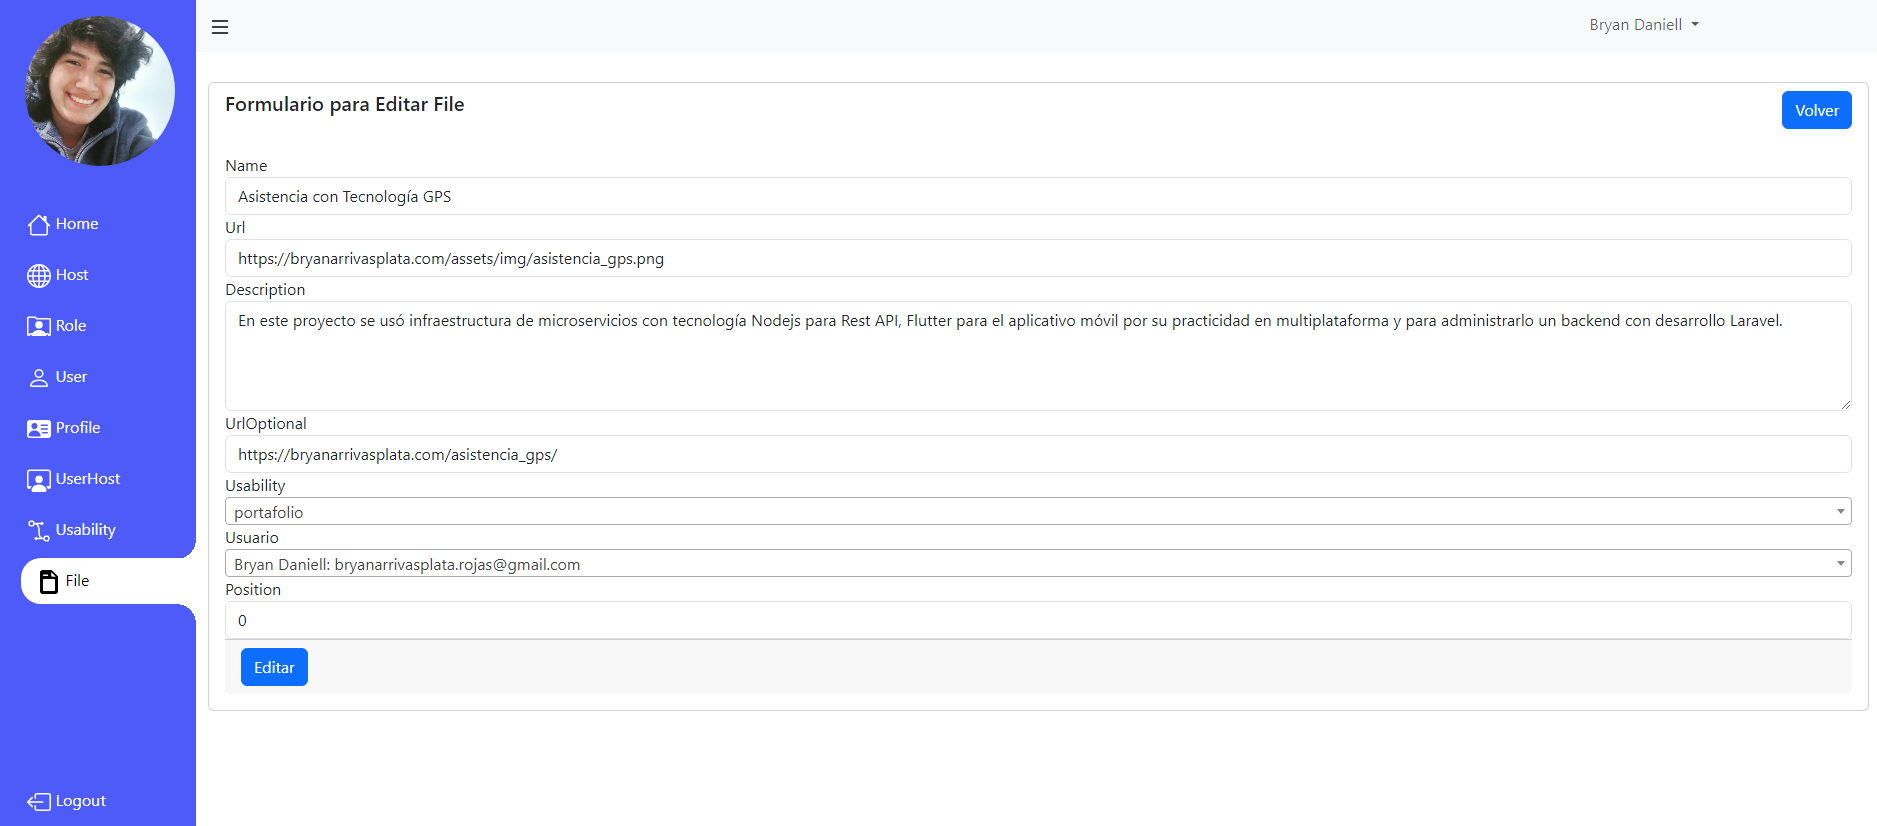 Bryan Daniell
Home
Host
Role
User
Profile
UserHost
Usability
File
Logout
Formulario para Editar File
Volver
Name
Asistencia con Tecnología GPS
Url
https://bryanarrivasplata.com/assets/img/asistencia_gps.png
Description
En este proyecto se usó infraestructura de microservicios con tecnología Nodejs para Rest API, Flutter para el aplicativo móvil por su practicidad en multiplataforma y para administrarlo un backend con desarrollo Laravel.
UrlOptional
https://bryanarrivasplata.com/asistencia_gps/
Usability
portafolio
Usuario
Bryan Daniell: bryanarrivasplata.rojas@gmail.com
Position
0
Editar